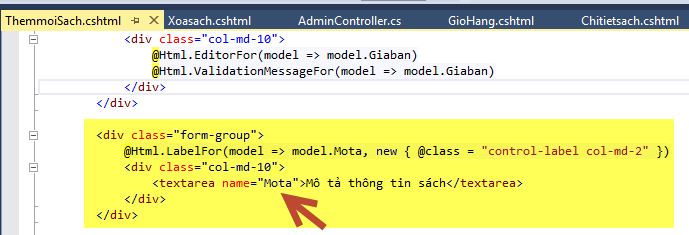 ThemmoiSach.cshtml Xoasach.cshtml AdminController.cs GioHang.cshtml Chitietsach.cshtml
<div class="col-md-10">
@Html.EditorFor(model => model.Giaban)
@Html.ValidationMessageFor(model => model.Giaban)
</div>
</div>
<div class="form-group">
@Html.LabelFor(model => model.Mota, new { @class = "control-label col-md-2" })
<div class="col-md-10">
<textarea name="Mota">Mô tả thông tin sách</textarea>
</div>
</div>